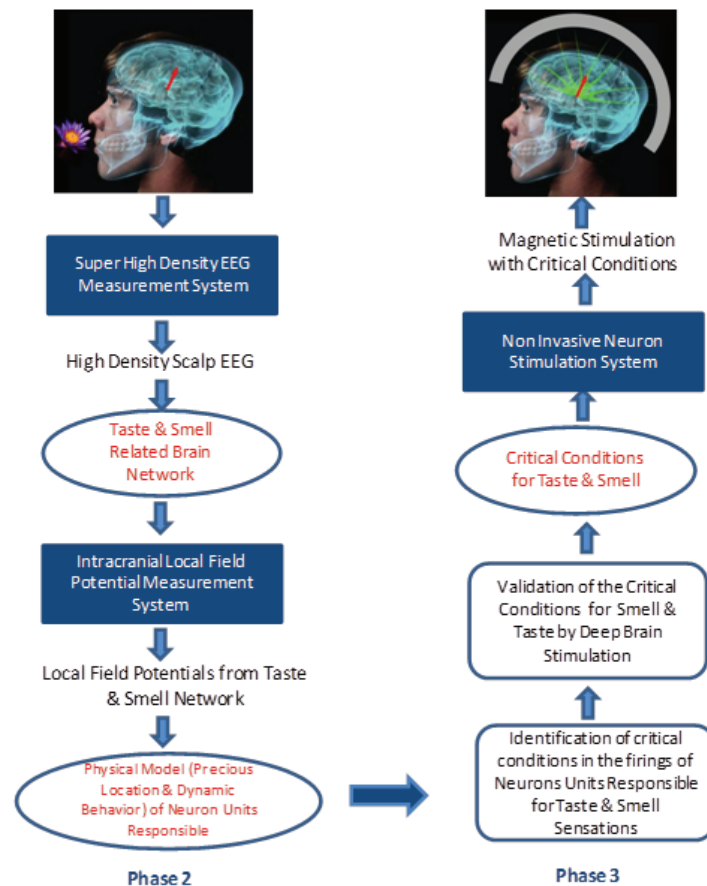 Super High Density EEG
Measurement System
High Density Scalp EEG
Taste & Smell
Related Brain
Network
Intracranial Local Field
Potential Measurement
System
Local Field Potentials from Taste
& Smell Network
Physical Model (Precious
Location & Dynamic
Behavior) of Neuron Units
Responsible
Phase 2
Magnetic Stimulation
with Critical Conditions
Non Invasive Neuron
Stimulation System
Critical Conditions
for Taste & Smell
Validation of the Critical
Conditions for Smell &
Taste by Deep Brain
Stimulation
Identification of critical
conditions in the firings of
Neurons Units Responsible
for Taste & Smell
Sensations
Phase 3